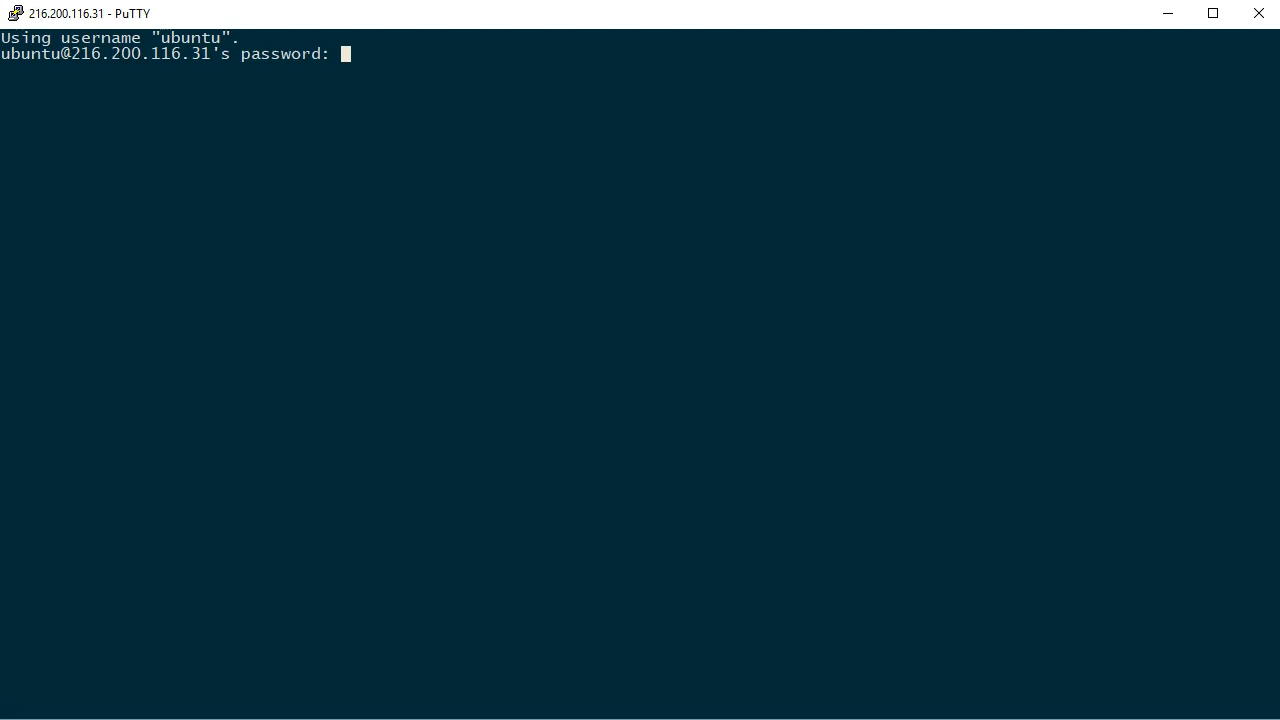 216.200.116.31 - PuTTY
Using username "ubuntu".
ubuntu@216.200.116.31's password: